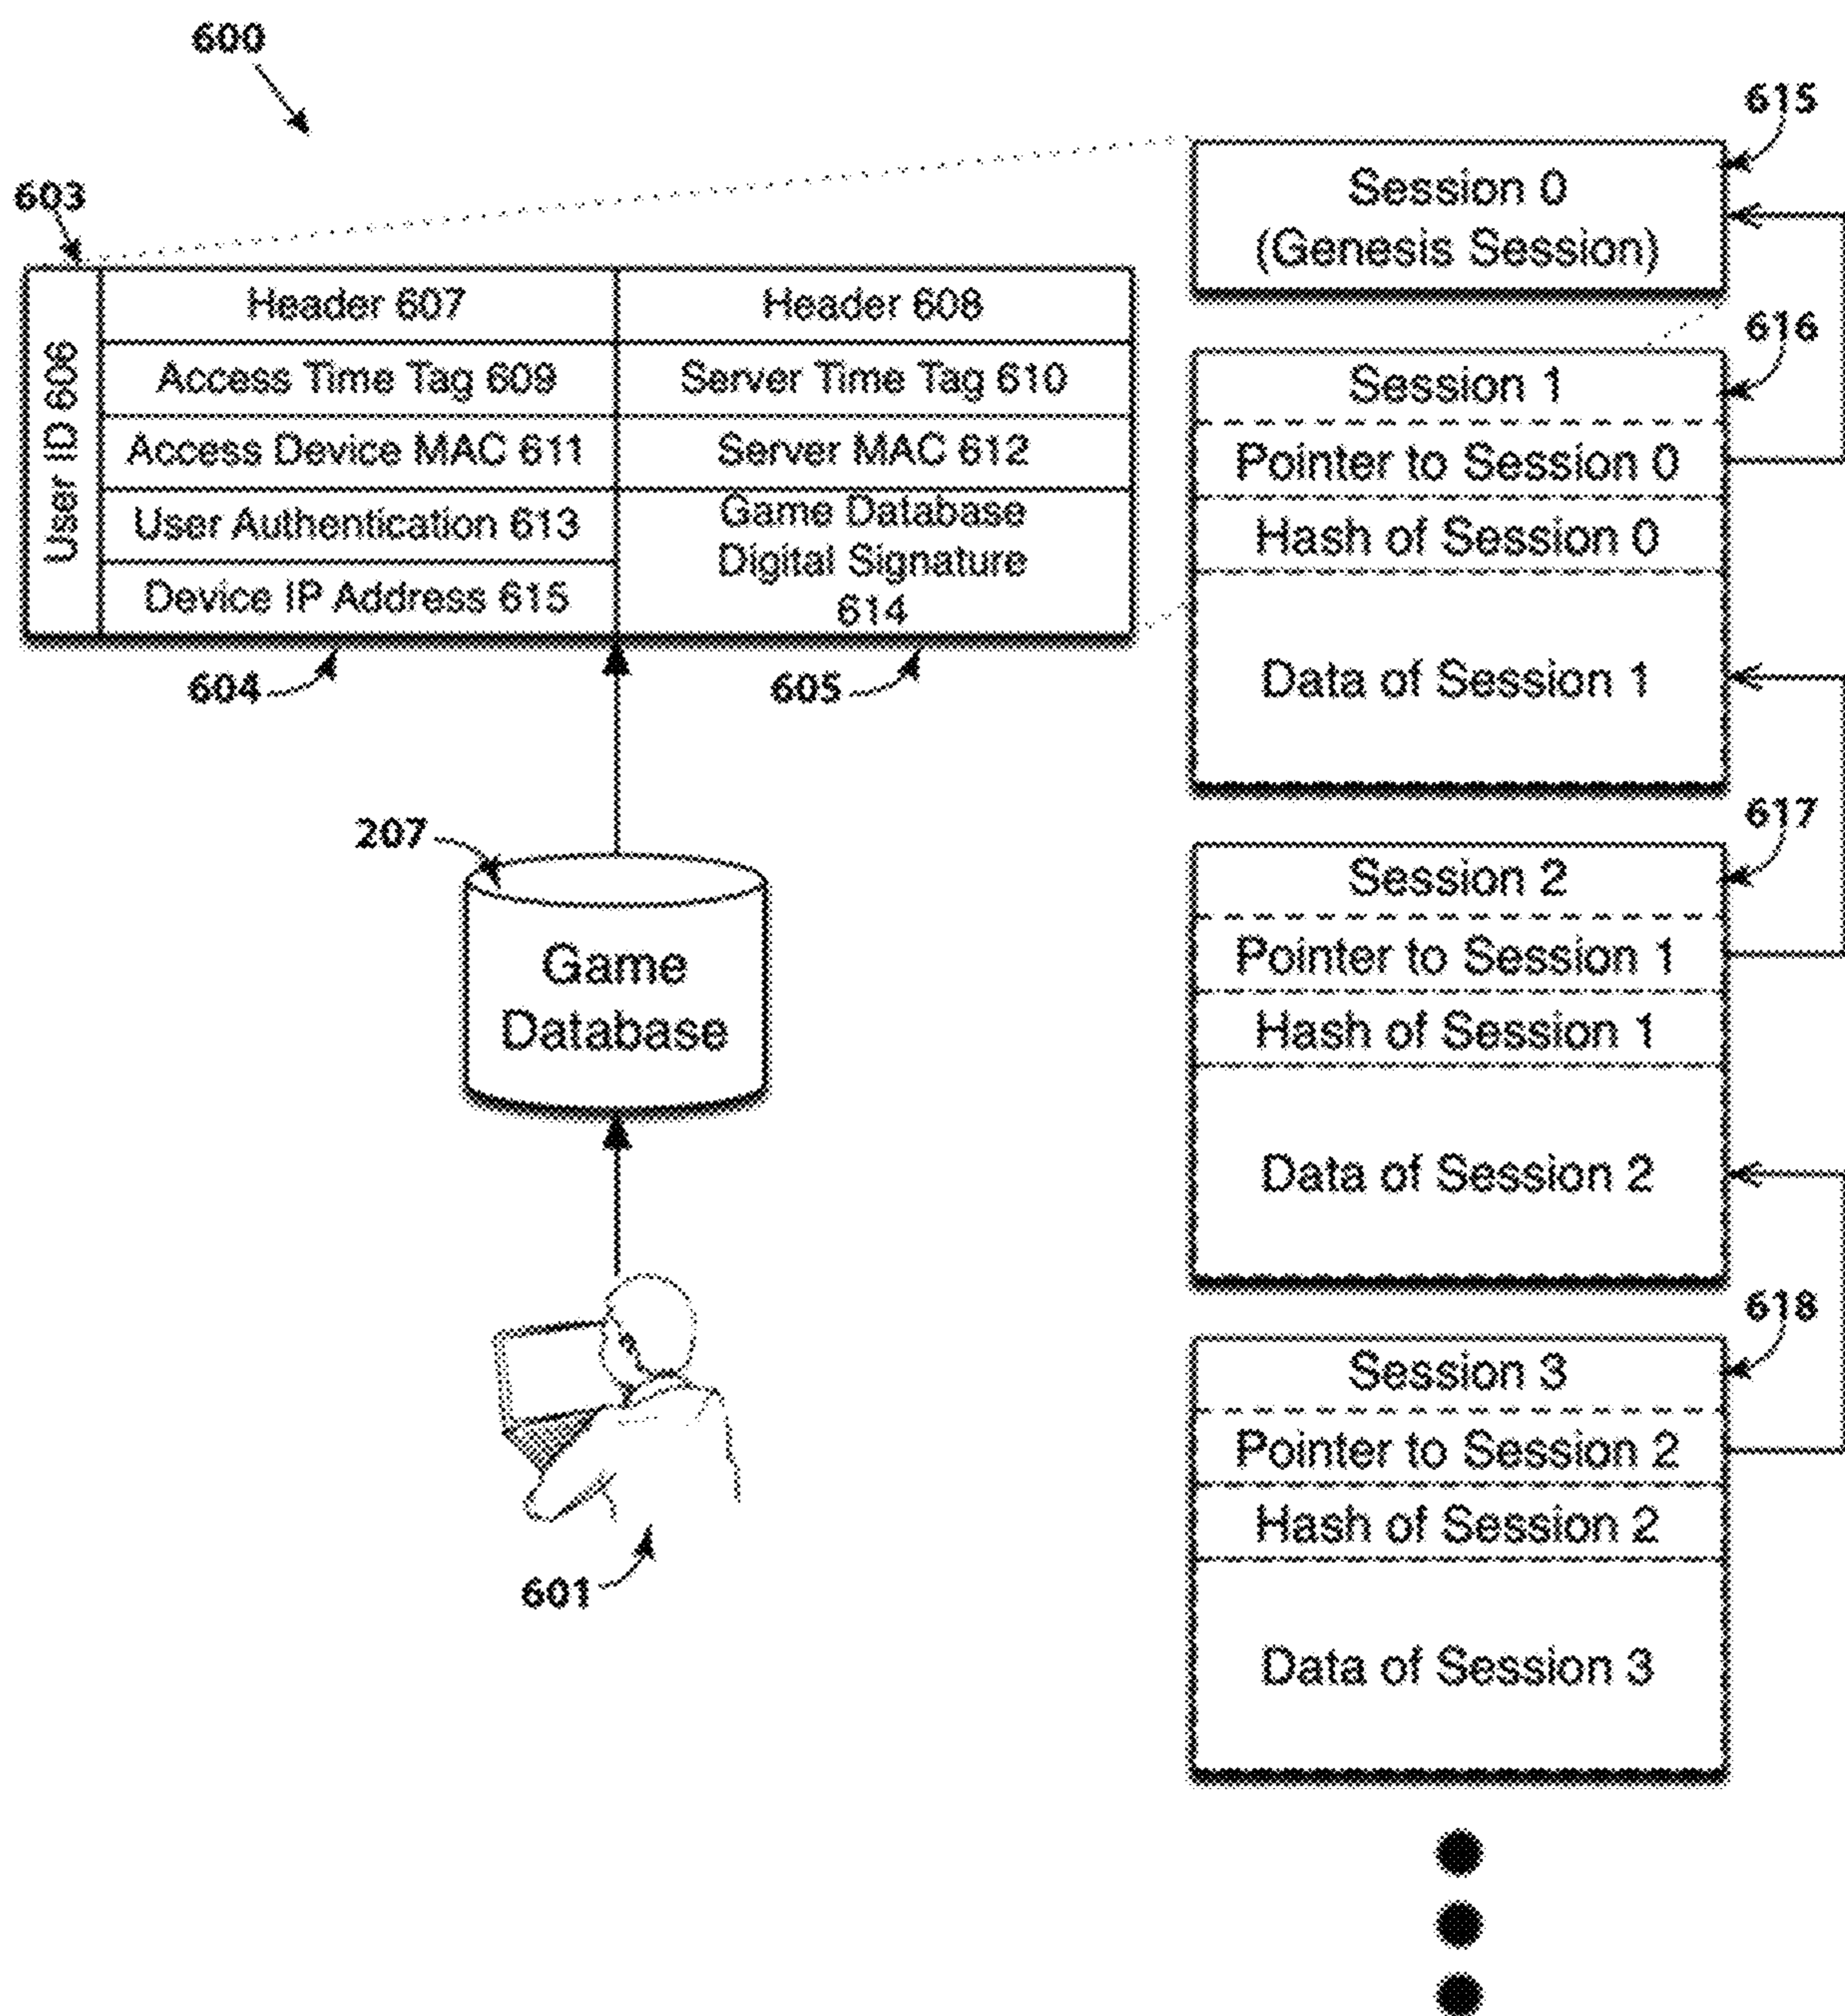 600
603
User ID 606
Header 607
Header 608
Access Time Tag 609
Server Time Tag 610
Access Device MAC 611
Server MAC 612
User Authentication 613
Game Database
Digital Signature
614
Device IP Address 615
604
605
207
Game
Database
601
615
Session 0
(Genesis Session)
616
Session 1
Pointer to Session 0
Hash of Session 0
Data of Session 1
617
Session 2
Pointer to Session 1
Hash of Session 1
Data of Session 2
618
Session 3
Pointer to Session 2
Hash of Session 2
Data of Session 3